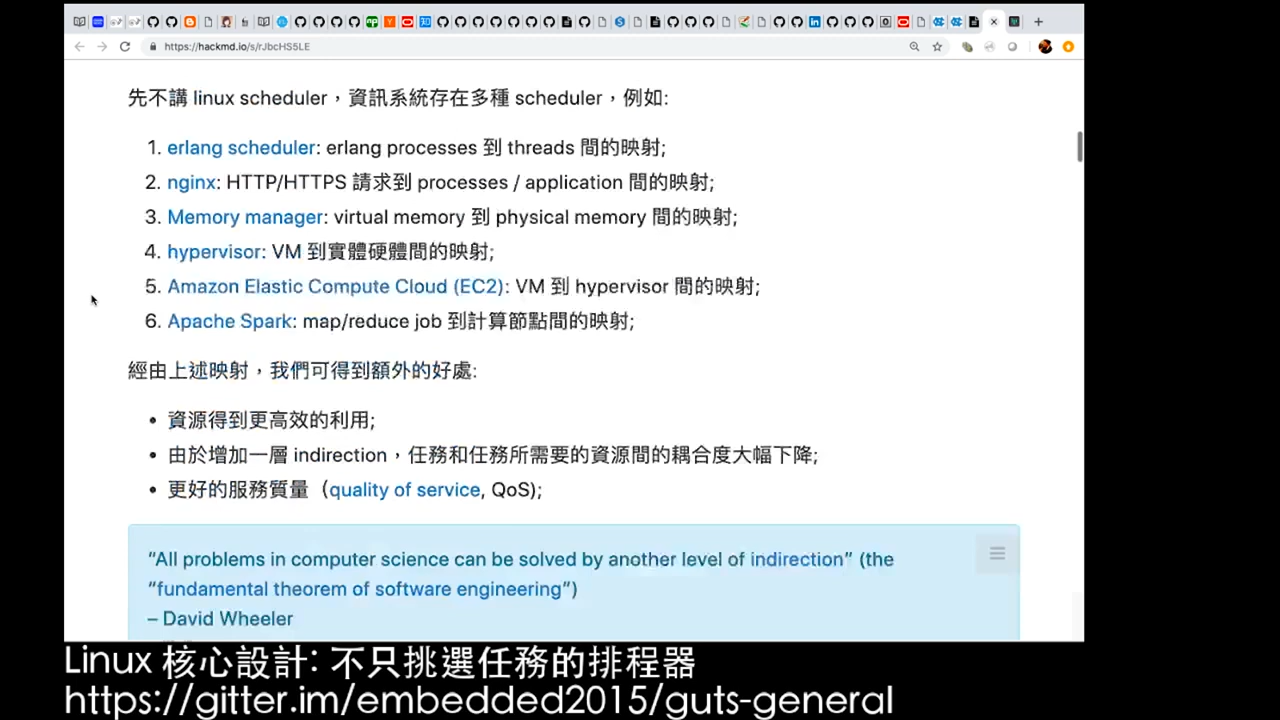 https://hackmd.io/s/rJbcHS5LE
先不講 linux scheduler，資訊系統存在多種 scheduler，例如:
1. erlang scheduler: erlang processes 到 threads 間的映射;
2. nginx: HTTP/HTTPS 請求到 processes / application 間的映射;
3. Memory manager: virtual memory 到 physical memory 間的映射;
4. hypervisor: VM 到實體硬體間的映射;
5. Amazon Elastic Compute Cloud (EC2): VM 到 hypervisor 間的映射;
6. Apache Spark: map/reduce job 到計算節點間的映射;
經由上述映射，我們可得到額外的好處:
• 資源得到更高效的利用;
• 由於增加一層 indirection，任務和任務所需要的資源間的耦合度大幅下降;
• 更好的服務質量（quality of service, QoS);
“All problems in computer science can be solved by another level of indirection” (the
“fundamental theorem of software engineering”)
– David Wheeler
Linux 核心設計: 不只挑選任務的排程器
https://gitter.im/embedded2015/guts-general